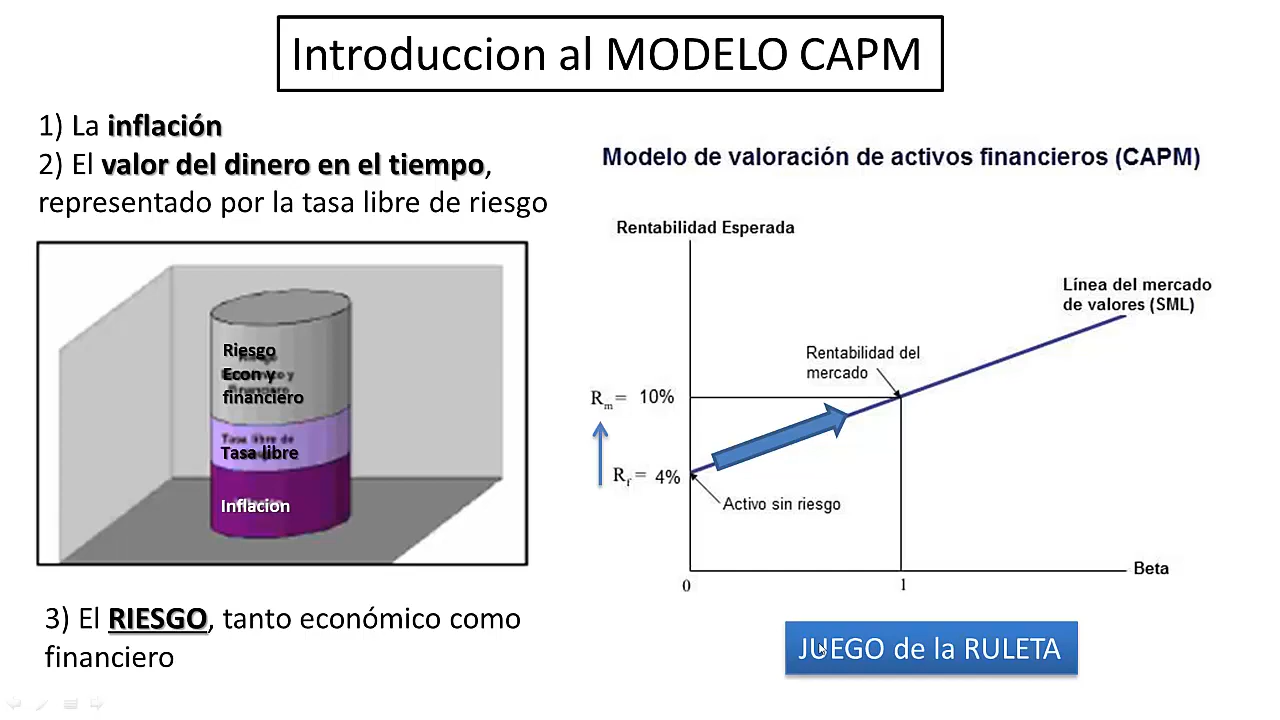 Introduccion al MODELO CAPM
1) La inflación
2) El valor del dinero en el tiempo,
representado por la tasa libre de riesgo
Riesgo
Econ y
financiero
Tasa libre de
Tasa libre
Inflacion
3) El RIESGO, tanto económico como
financiero
Modelo de valoración de activos financieros (CAPM)
Rentabilidad Esperada
Línea del mercado
de valores (SML)
Rentabilidad del
mercado
Rm = 10%
Rf = 4%
Activo sin riesgo
Beta
0
1
JUEGO de la RULETA